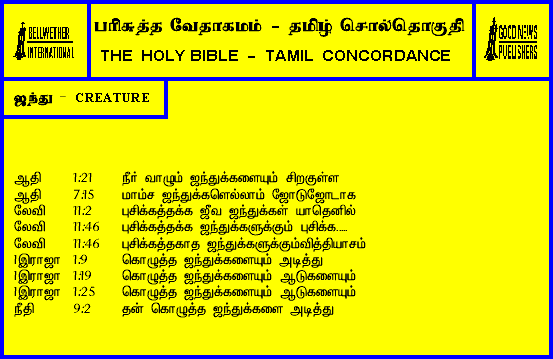 BELLWETHER
INTERNATIONAL
பரிசுத்த வேதாகமம் - தமிழ் சொல்தொகுதி
THE HOLY BIBLE - TAMIL CONCORDANCE
GOOD NEWS
PUBLISHERS
ஜந்து - CREATURE
ஆதி 1:21 நீர் வாழும் ஜந்துக்களையும் சிறகுள்ள
ஆதி 7:15 மாம்ச ஜந்துக்களெல்லாம் ஜோடுஜோடாக
லேவி 11:2 புசிக்கத்தக்க ஜீவ ஜந்துக்கள் யாதெனில்
லேவி 11:46 புசிக்கத்தக்க ஜந்துக்களுக்கும் புசிக்க.....
லேவி 11:46 புசிக்கத்தகாத ஜந்துக்களுக்கும்வித்தியாசம்
1இராஜா 1:9 கொழுத்த ஜந்துக்களையும் அடித்து
1இராஜா 1:19 கொழுத்த ஜந்துக்களையும் ஆடுகளையும்
1இராஜா 1:25 கொழுத்த ஜந்துக்களையும் ஆடுகளையும்
நீதி 9:2 தன் கொழுத்த ஜந்துக்களை அடித்து